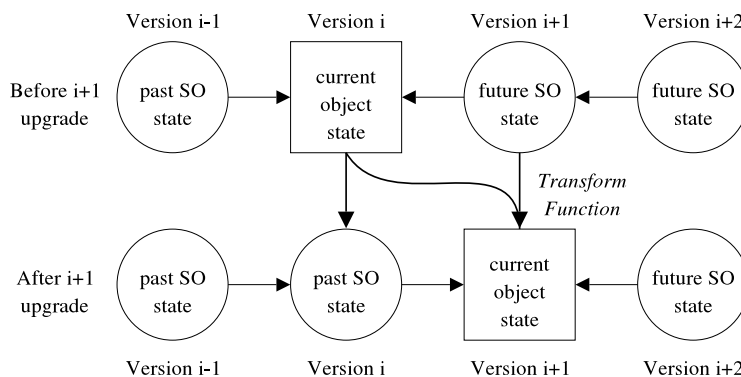 Version i-1
Version i
Version i+1
Version i+2
Before i+1
upgrade
past SO
state
current
object
state
future SO
state
future SO
state
Transform
Function
After i+1
upgrade
past SO
state
past SO
state
current
object
state
future SO
state
Version i-1
Version i
Version i+1
Version i+2